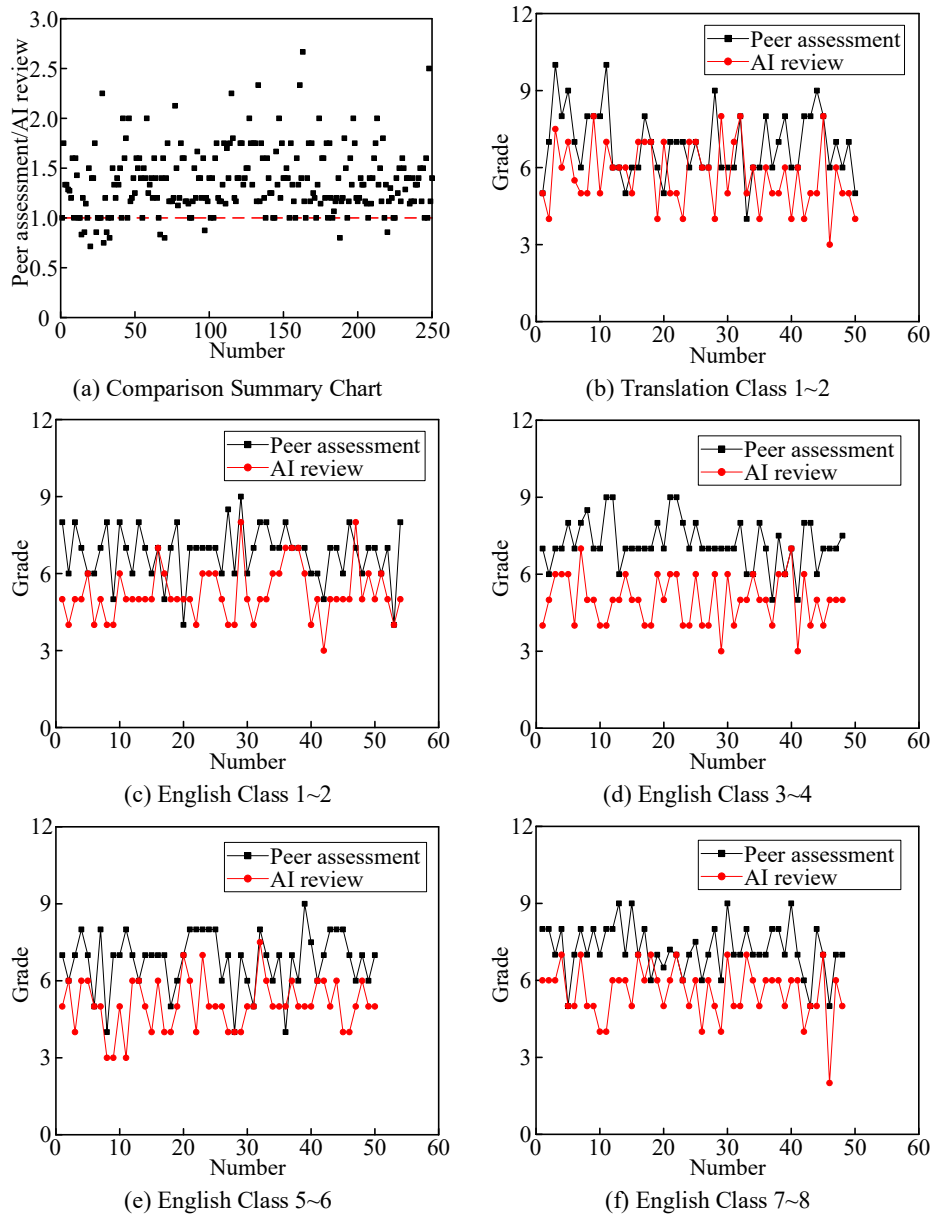 3.0
2.5
2.0
1.5
1.0
0.5
0
Peer assessment/AI review
0 50 100 150 200 250
Number
(a) Comparison Summary Chart
12
9
6
3
0
Grade
Peer assessment
AI review
0 10 20 30 40 50 60
Number
(b) Translation Class 1~2
12
9
6
3
0
Grade
Peer assessment
AI review
0 10 20 30 40 50 60
Number
(c) English Class 1~2
12
9
6
3
0
Grade
Peer assessment
AI review
0 10 20 30 40 50 60
Number
(d) English Class 3~4
12
9
6
3
0
Grade
Peer assessment
AI review
0 10 20 30 40 50 60
Number
(e) English Class 5~6
12
9
6
3
0
Grade
Peer assessment
AI review
0 10 20 30 40 50 60
Number
(f) English Class 7~8